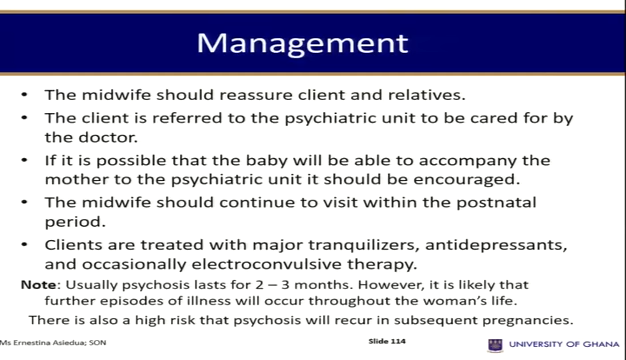 Management
• The midwife should reassure client and relatives.
• The client is referred to the psychiatric unit to be cared for by
the doctor.
• If it is possible that the baby will be able to accompany the
mother to the psychiatric unit it should be encouraged.
• The midwife should continue to visit within the postnatal
period.
• Clients are treated with major tranquilizers, antidepressants,
and occasionally electroconvulsive therapy.
Note: Usually psychosis lasts for 2 – 3 months. However, it is likely that
further episodes of illness will occur throughout the woman's life.
There is also a high risk that psychosis will recur in subsequent pregnancies.
Ms Ernestina Asiedua; SON
Slide 114
UNIVERSITY OF GHANA